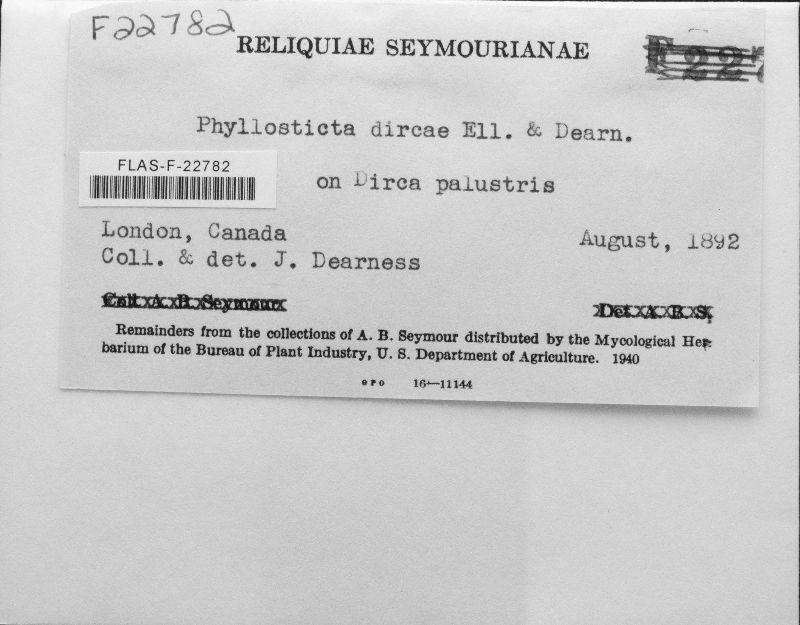 F22782
RELIQUIAE SEYMOURIANAE
F 227
Phyllosticta dircae Ell. & Dearn.
FLAS-F-22782
on Dirca palustris
London, Canada
August, 1892
Coll. & det. J. Dearness
Coll. A. B. Seymour
Det. A. B. S.
Remainders from the collections of A. B. Seymour distributed by the Mycological Her-
barium of the Bureau of Plant Industry, U. S. Department of Agriculture. 1940
GPO 16—11144